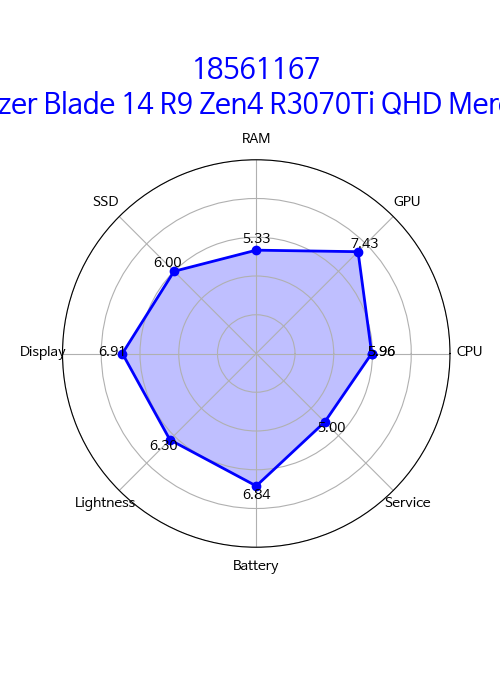 18561167
zer Blade 14 R9 Zen4 R3070Ti QHD Merc
RAM
SSD
GPU
5.33
7.43
6.00
Display
6.91
5.96
CPU
6.30
5.00
Lightness
6.84
Service
Battery